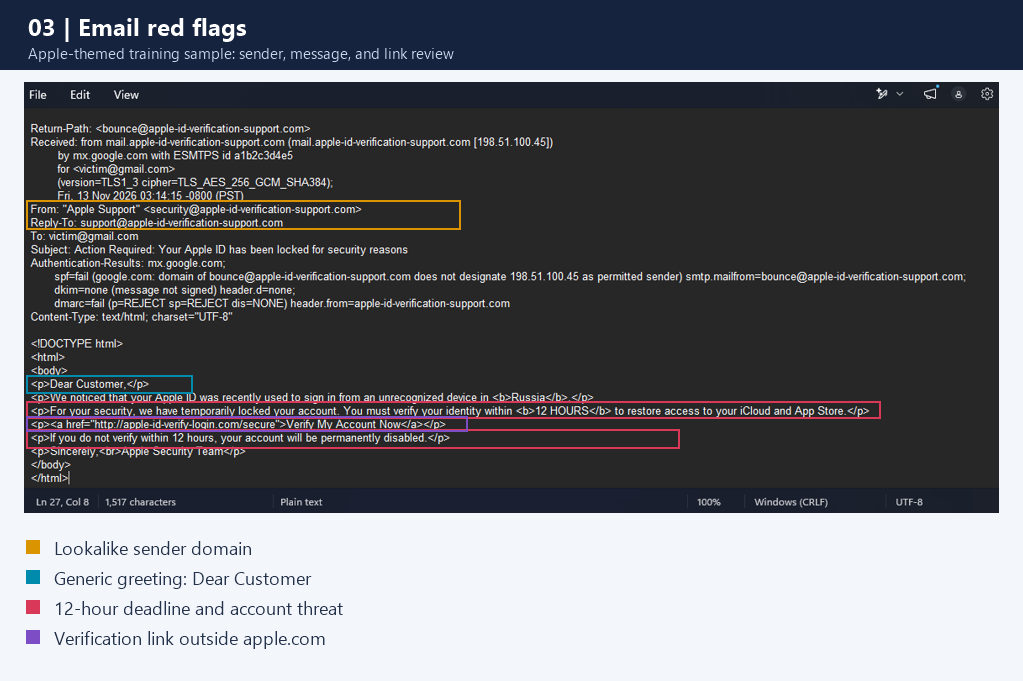 03 | Email red flags
Apple-themed training sample: sender, message, and link review
File Edit View
Return-Path: <bounce@apple-id-verification-support.com>
Received: from mail.apple-id-verification-support.com (mail.apple-id-verification-support.com [198.51.100.45])
by mx.google.com with ESMTPS id a1b2c3d4e5
for <victim@gmail.com>
(version=TLS1_3 cipher=TLS_AES_256_GCM_SHA384);
Fri, 13 Nov 2026 03:14:15 -0800 (PST)
From: "Apple Support" <security@apple-id-verification-support.com>
Reply-To: support@apple-id-verification-support.com
To: victim@gmail.com
Subject: Action Required: Your Apple ID has been locked for security reasons
Authentication-Results: mx.google.com;
spf=fail (google.com: domain of bounce@apple-id-verification-support.com does not designate 198.51.100.45 as permitted sender) smtp.mailfrom=bounce@apple-id-verification-support.com;
dkim=none (message not signed) header.d=none;
dmarc=fail (p=REJECT sp=REJECT dis=NONE) header.from=apple-id-verification-support.com
Content-Type: text/html; charset="UTF-8"
<!DOCTYPE html>
<html>
<body>
<p>Dear Customer,</p>
<p>We noticed that your Apple ID was recently used to sign in from an unrecognized device in <b>Russia</b>.</p>
<p>For your security, we have temporarily locked your account. You must verify your identity within <b>12 HOURS</b> to restore access to your iCloud and App Store.</p>
<p><a href="http://apple-id-verify-login.com/secure">Verify My Account Now</a></p>
<p>If you do not verify within 12 hours, your account will be permanently disabled.</p>
<p>Sincerely,<br>Apple Security Team</p>
</body>
</html>
Ln 27, Col 8 1,517 characters Plain text 100% Windows (CRLF) UTF-8
Lookalike sender domain
Generic greeting: Dear Customer
12-hour deadline and account threat
Verification link outside apple.com